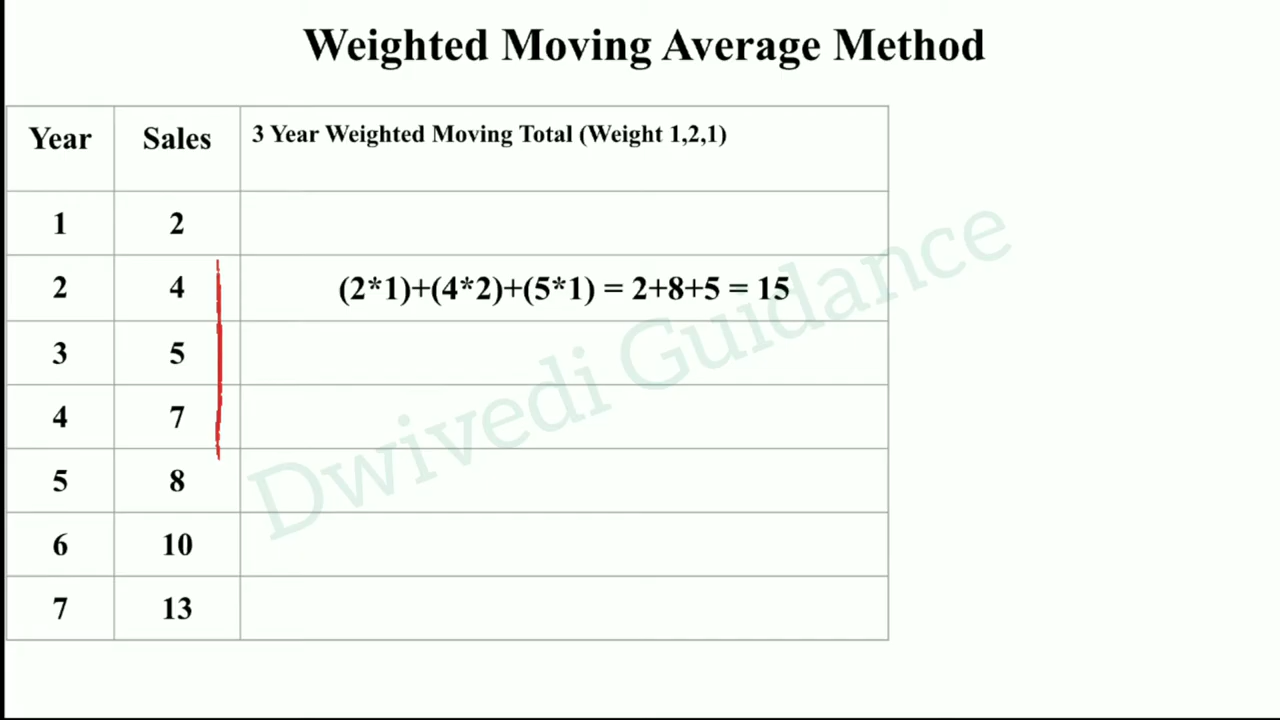 Weighted Moving Average Method
Year Sales 3 Year Weighted Moving Total (Weight 1,2,1)
1 2
2 4 (2*1)+(4*2)+(5*1) = 2+8+5 = 15
3 5
4 7
5 8
6 10
7 13
Dwivedi Guidance